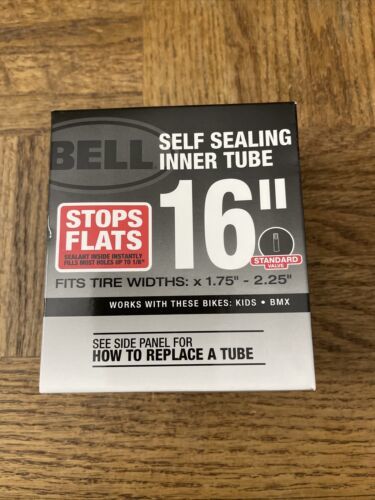 BELL
SELF SEALING
INNER TUBE
16"
STOPS
FLATS
SEALANT INSIDE INSTANTLY
FILLS MOST HOLES UP TO 1/8"
STANDARD
VALVE
FITS TIRE WIDTHS: x 1.75" - 2.25"
WORKS WITH THESE BIKES: KIDS • BMX
SEE SIDE PANEL FOR
HOW TO REPLACE A TUBE